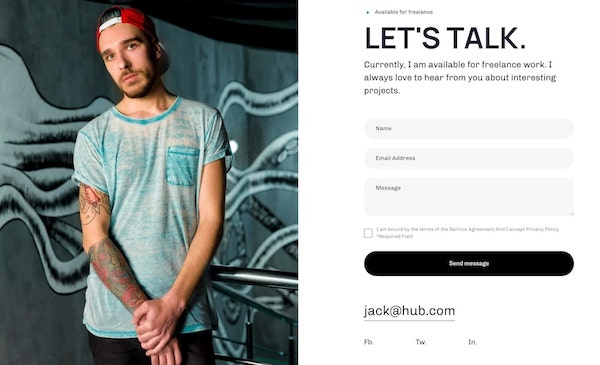 Available for freelance
LET'S TALK.
Currently, I am available for freelance work. I
always love to hear from you about interesting
projects.
Name
Email Address
Message
I am bound by the terms of the Service Agreement And I accept Privacy Policy
*Required Field
Send message
jack@hub.com
Fb. Tw. In.